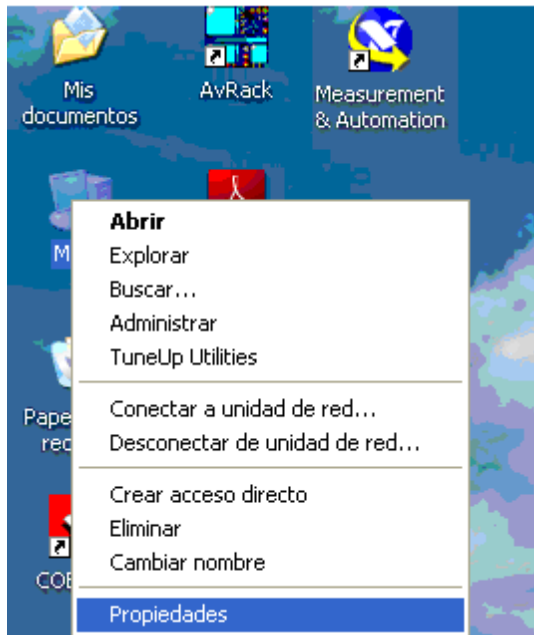 Mis
documentos
AvRack
Measurement
& Automation
Abrir
Explorar
Buscar...
Administrar
TuneUp Utilities
Conectar a unidad de red...
Desconectar de unidad de red...
Crear acceso directo
Eliminar
Cambiar nombre
Propiedades